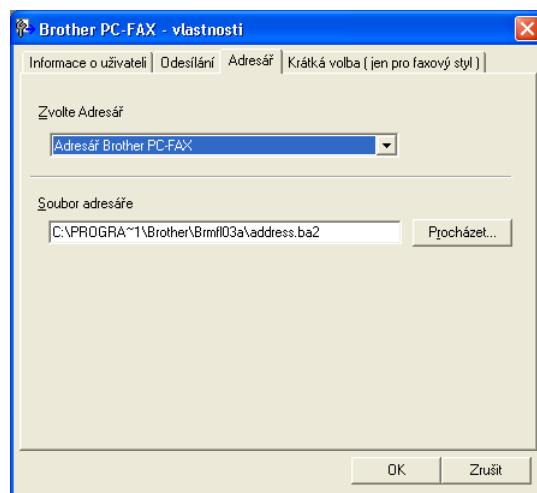 Brother PC-FAX - vlastnosti
Informace o uživateli Odesílání Adresář Krátká volba ( jen pro faxový styl )
Zvolte Adresář
Adresář Brother PC-FAX
Soubor adresáře
C:\PROGRA~1\Brother\Brmfl03a\address.ba2 Procházet...
OK Zrušit